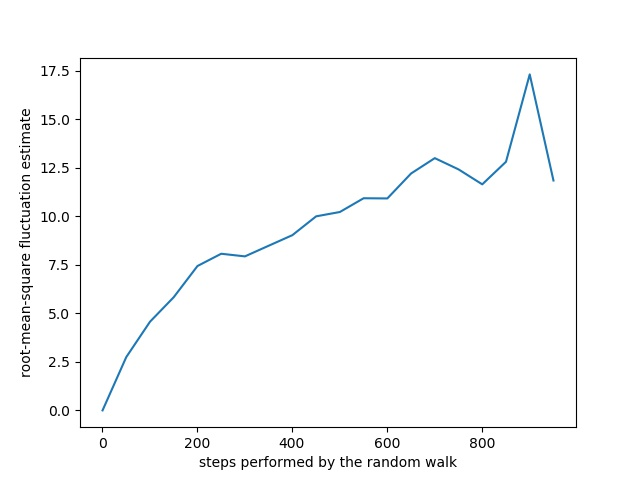 17.5
15.0
12.5
10.0
7.5
5.0
2.5
0.0
root-mean-square fluctuation estimate
0 200 400 600 800
steps performed by the random walk